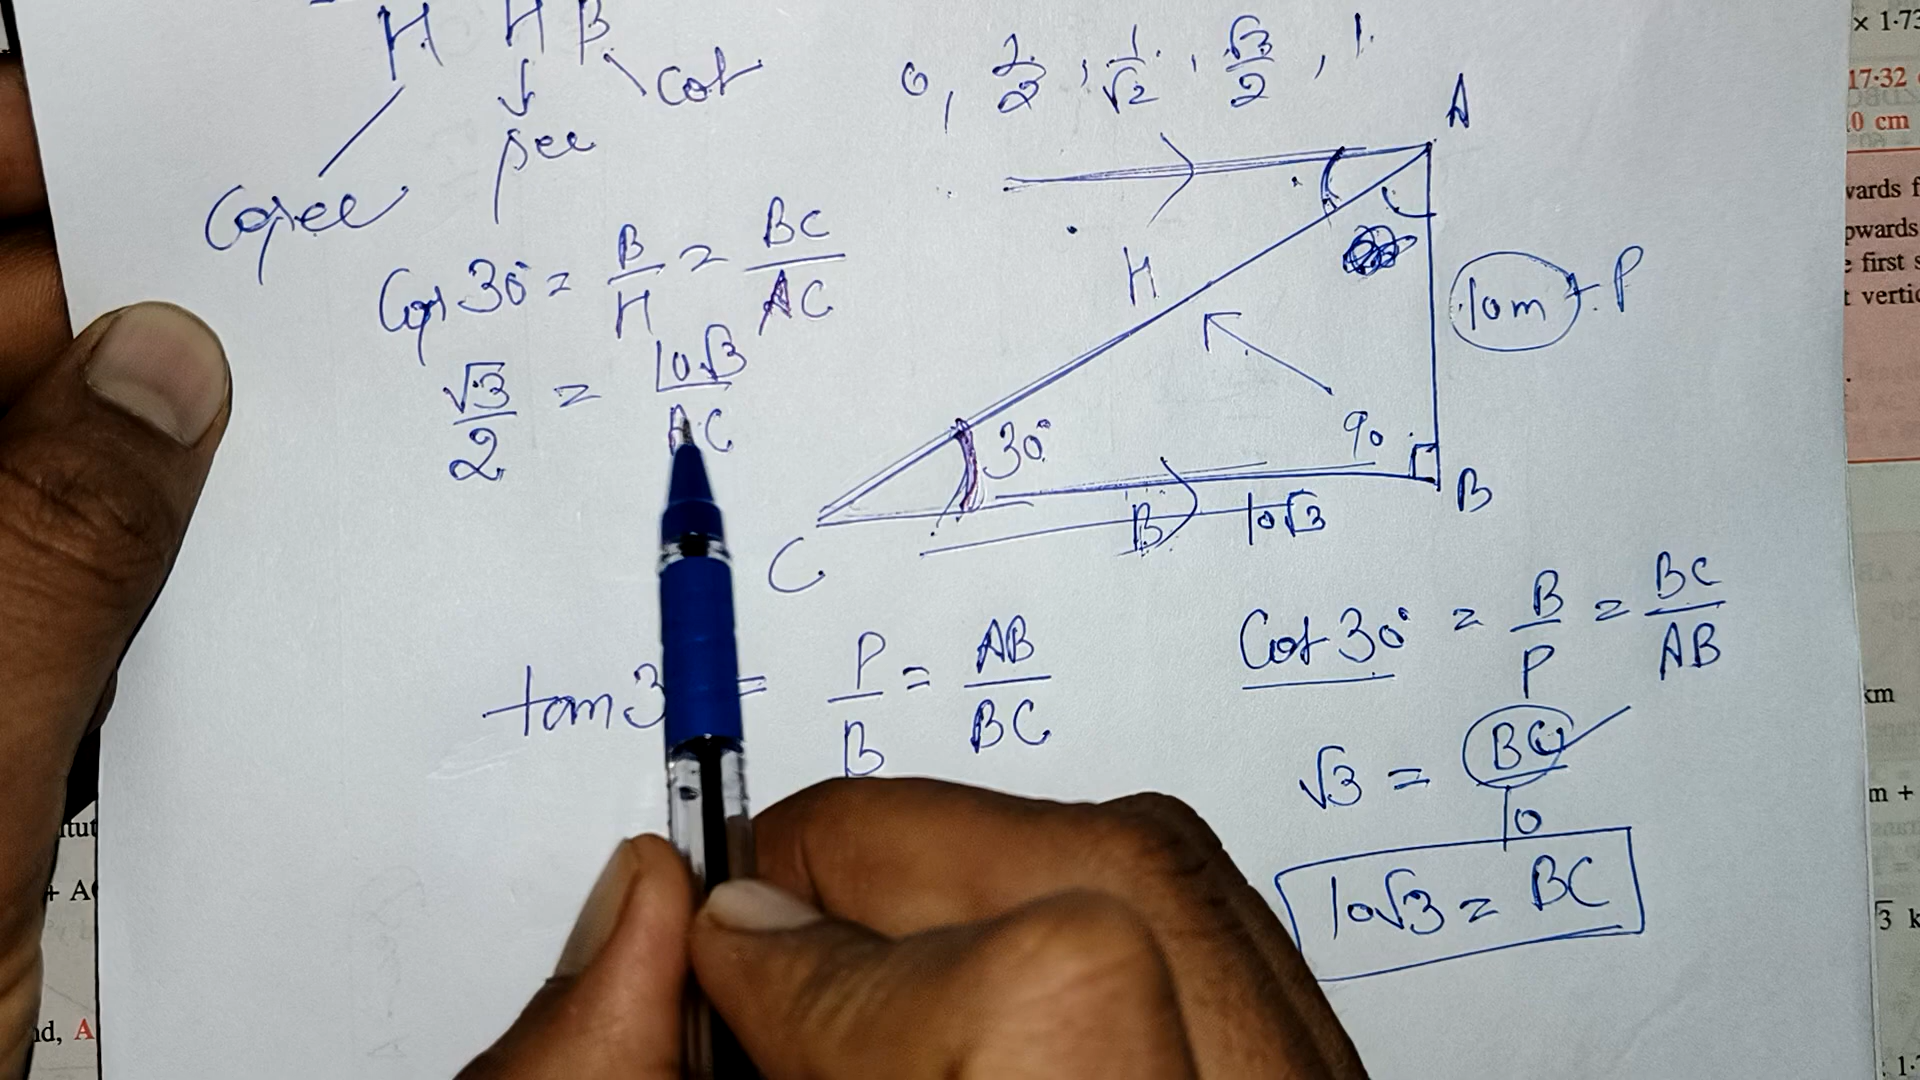 H H B
cot
sec
Cosec
0, 1/2, 1/√2, √3/2, 1
A
Cos 30° = B/H = BC/AC
H
10m → P
√3/2 = 10√3/AC
30°
90
B
B
10√3
C
tan 3 = P/B = AB/BC
Cot 30° = B/P = BC/AB
√3 = BC/10
10√3 = BC
× 1·73
17·32
0 cm
wards f
pwards
first s
t vertic
km
m +
√3 k
itut
+ A
nd, A